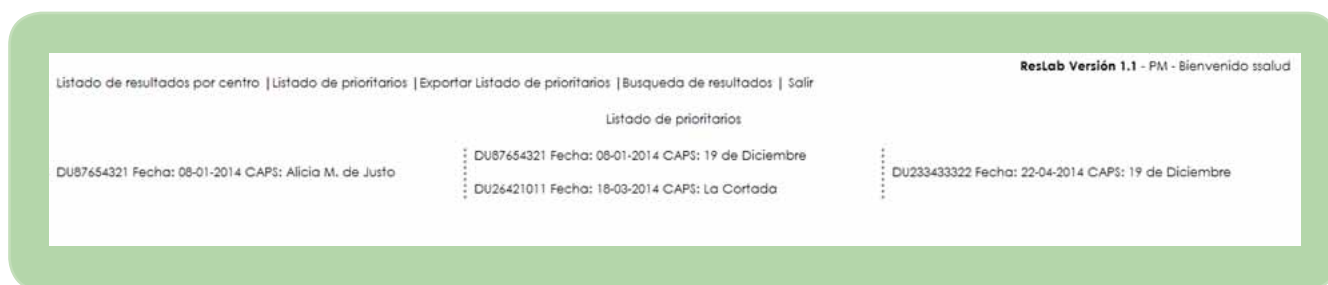 ResLab Versión 1.1 - PM - Bienvenido ssalud
Listado de resultados por centro |Listado de prioritarios |Exportar Listado de prioritarios |Busqueda de resultados | Salir
Listado de prioritarios
DU87654321 Fecha: 08-01-2014 CAPS: Alicia M. de Justo
DU87654321 Fecha: 08-01-2014 CAPS: 19 de Diciembre
DU26421011 Fecha: 18-03-2014 CAPS: La Cortada
DU233433322 Fecha: 22-04-2014 CAPS: 19 de Diciembre